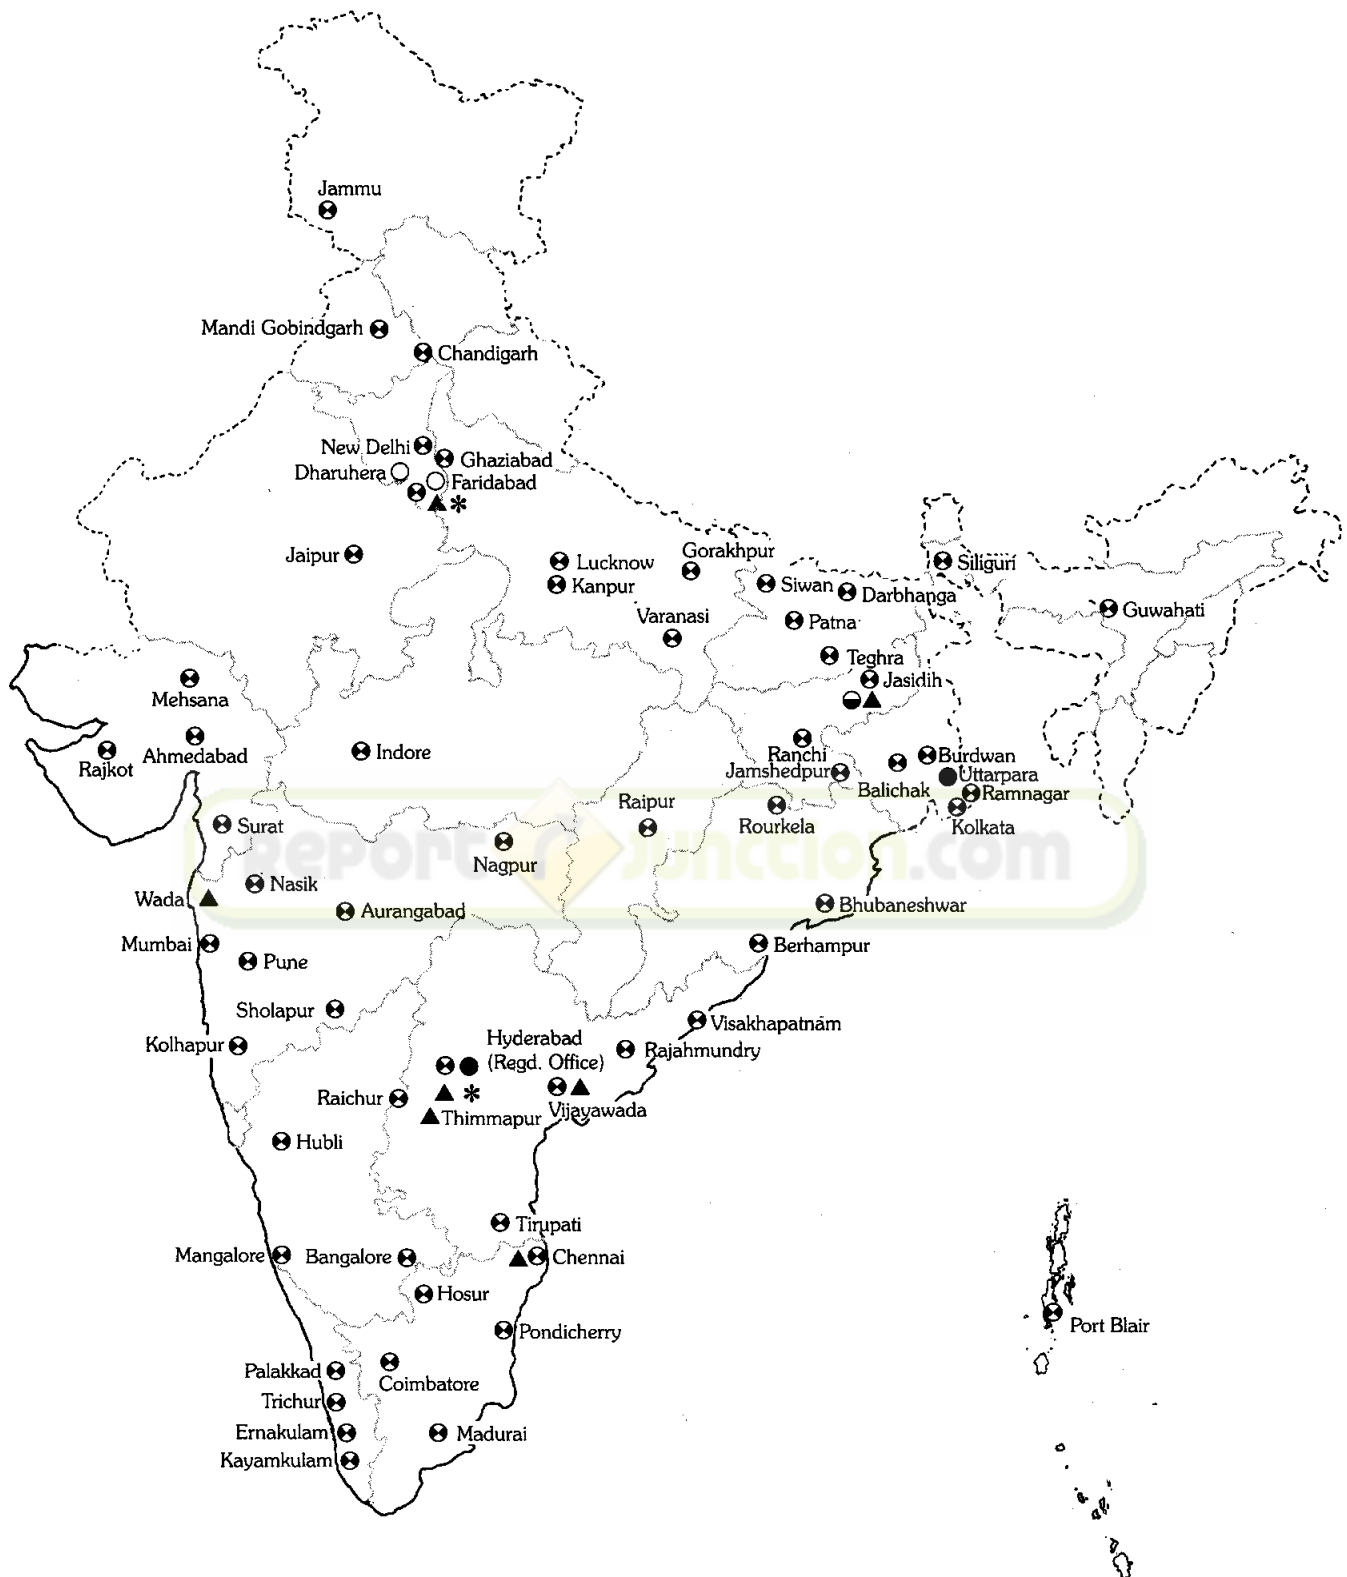 Jammu
Mandi Gobindgarh
Chandigarh
New Delhi
Ghaziabad
Dharuhera
Faridabad
Jaipur
Lucknow
Gorakhpur
Kanpur
Siwan
Darbhanga
Siliguri
Guwahati
Varanasi
Patna
Teghra
Jasidih
Mehsana
Ahmedabad
Rajkot
Indore
Ranchi
Jamshedpur
Burdwan
Uttarpara
Balichak
Ramnagar
Kolkata
Raipur
Rourkela
Surat
Report Junction.com
Nagpur
Nasik
Wada
Aurangabad
Bhubaneshwar
Mumbai
Pune
Berhampur
Sholapur
Visakhapatnam
Kolhapur
Hyderabad
(Regd. Office)
Rajahmundry
Raichur
Thimmapur
Vijayawada
Hubli
Tirupati
Mangalore
Bangalore
Chennai
Hosur
Pondicherry
Port Blair
Palakkad
Coimbatore
Trichur
Ernakulam
Madurai
Kayamkulam